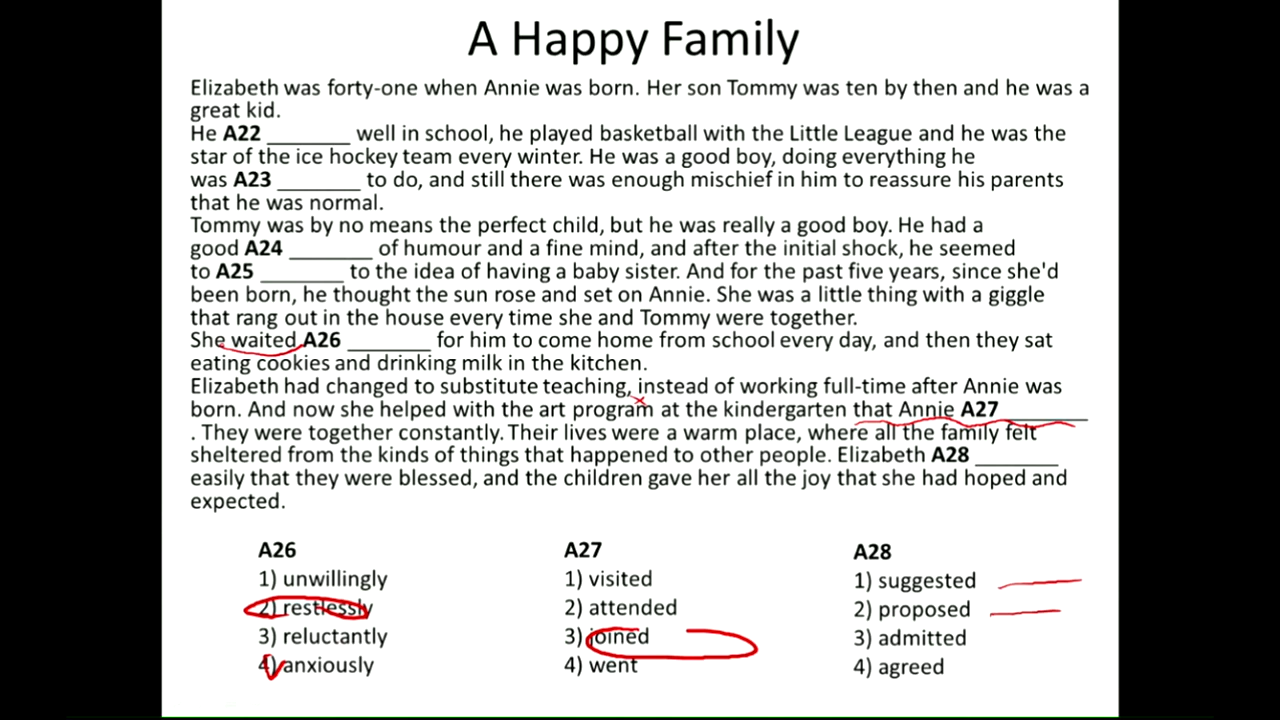 A Happy Family
Elizabeth was forty-one when Annie was born. Her son Tommy was ten by then and he was a
great kid.
He A22 ________ well in school, he played basketball with the Little League and he was the
star of the ice hockey team every winter. He was a good boy, doing everything he
was A23 ________ to do, and still there was enough mischief in him to reassure his parents
that he was normal.
Tommy was by no means the perfect child, but he was really a good boy. He had a
good A24 ________ of humour and a fine mind, and after the initial shock, he seemed
to A25 ________ to the idea of having a baby sister. And for the past five years, since she'd
been born, he thought the sun rose and set on Annie. She was a little thing with a giggle
that rang out in the house every time she and Tommy were together.
She waited A26 ________ for him to come home from school every day, and then they sat
eating cookies and drinking milk in the kitchen.
Elizabeth had changed to substitute teaching, instead of working full-time after Annie was
born. And now she helped with the art program at the kindergarten that Annie A27 ________
. They were together constantly. Their lives were a warm place, where all the family felt
sheltered from the kinds of things that happened to other people. Elizabeth A28 ________
easily that they were blessed, and the children gave her all the joy that she had hoped and
expected.
A26
1) unwillingly
2) restlessly
3) reluctantly
4) anxiously
A27
1) visited
2) attended
3) joined
4) went
A28
1) suggested
2) proposed
3) admitted
4) agreed